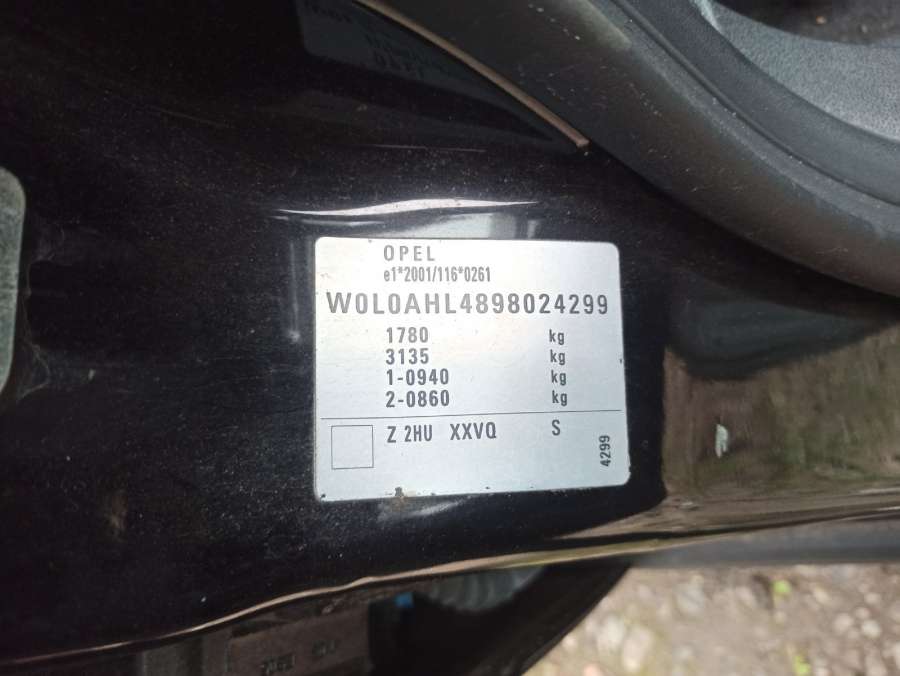 OPEL
e1*2001/116*0261
W0L0AHL4898024299
1780 kg
3135 kg
1-0940 kg
2-0860 kg
Z 2HU XXVQ S
4299